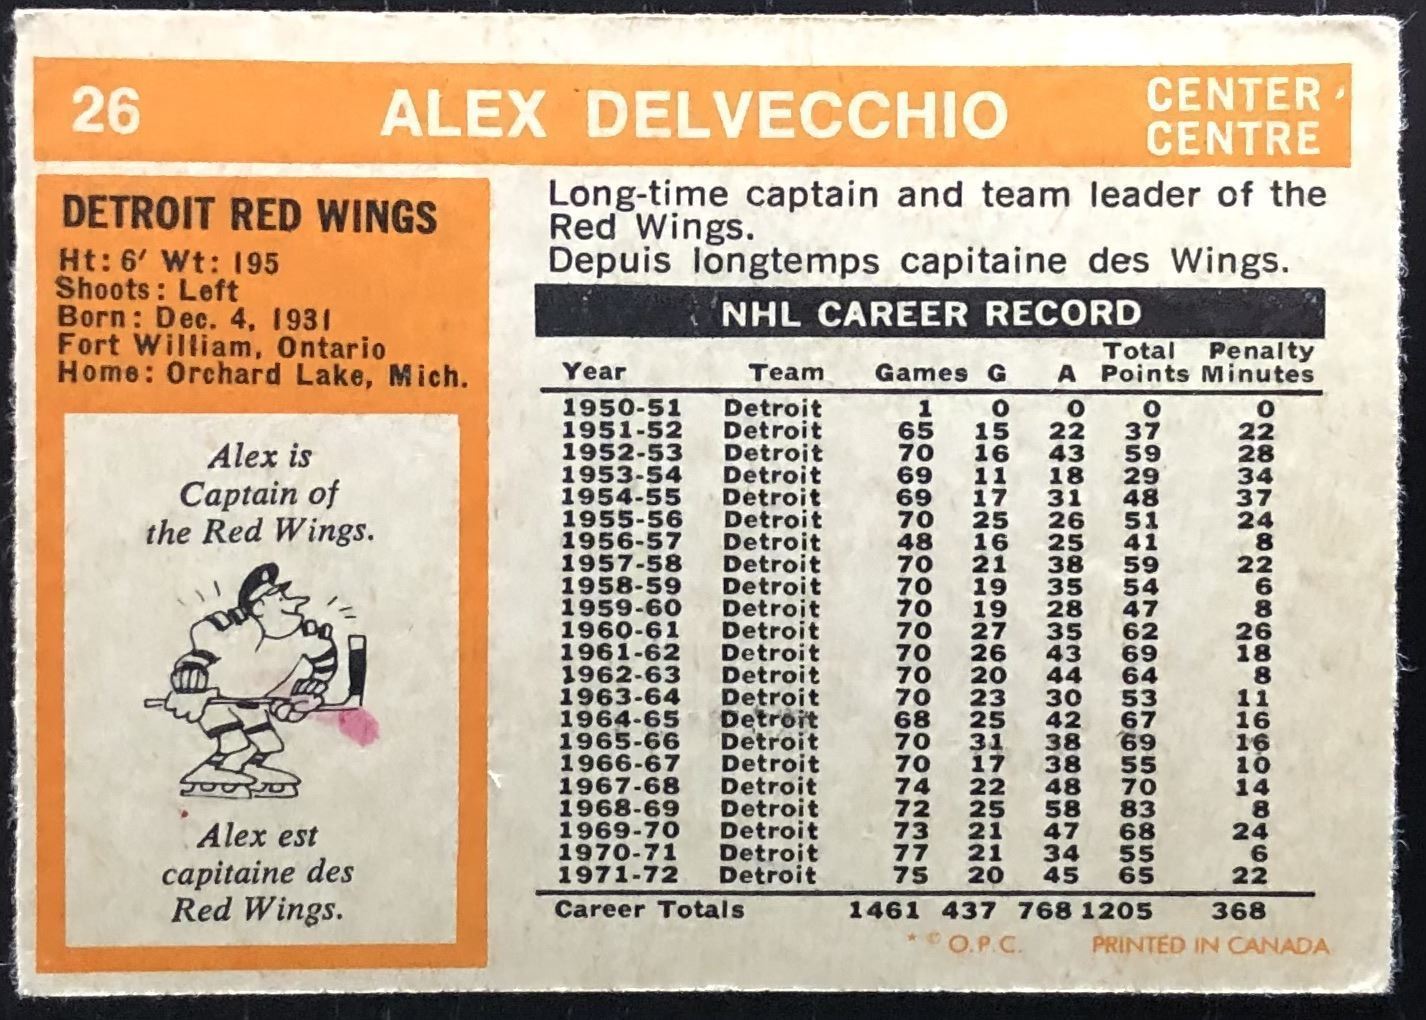 26 ALEX DELVECCHIO CENTER
CENTRE
DETROIT RED WINGS
Ht: 6′ Wt: 195
Shoots: Left
Born: Dec. 4, 1931
Fort William, Ontario
Home: Orchard Lake, Mich.
Alex is
Captain of
the Red Wings.
Alex est
capitaine des
Red Wings.
Long-time captain and team leader of the
Red Wings.
Depuis longtemps capitaine des Wings.
NHL CAREER RECORD
Year Team Games G A Total Points Penalty Minutes
1950-51 Detroit 1 0 0 0 0
1951-52 Detroit 65 15 22 37 22
1952-53 Detroit 70 16 43 59 28
1953-54 Detroit 69 11 18 29 34
1954-55 Detroit 69 17 31 48 37
1955-56 Detroit 70 25 26 51 24
1956-57 Detroit 48 16 25 41 8
1957-58 Detroit 70 21 38 59 22
1958-59 Detroit 70 19 35 54 6
1959-60 Detroit 70 19 28 47 8
1960-61 Detroit 70 27 35 62 26
1961-62 Detroit 70 26 43 69 18
1962-63 Detroit 70 20 44 64 8
1963-64 Detroit 70 23 30 53 11
1964-65 Detroit 68 25 42 67 16
1965-66 Detroit 70 31 38 69 16
1966-67 Detroit 70 17 38 55 10
1967-68 Detroit 74 22 48 70 14
1968-69 Detroit 72 25 58 83 8
1969-70 Detroit 73 21 47 68 24
1970-71 Detroit 77 21 34 55 6
1971-72 Detroit 75 20 45 65 22
Career Totals 1461 437 768 1205 368
* © O.P.C. PRINTED IN CANADA